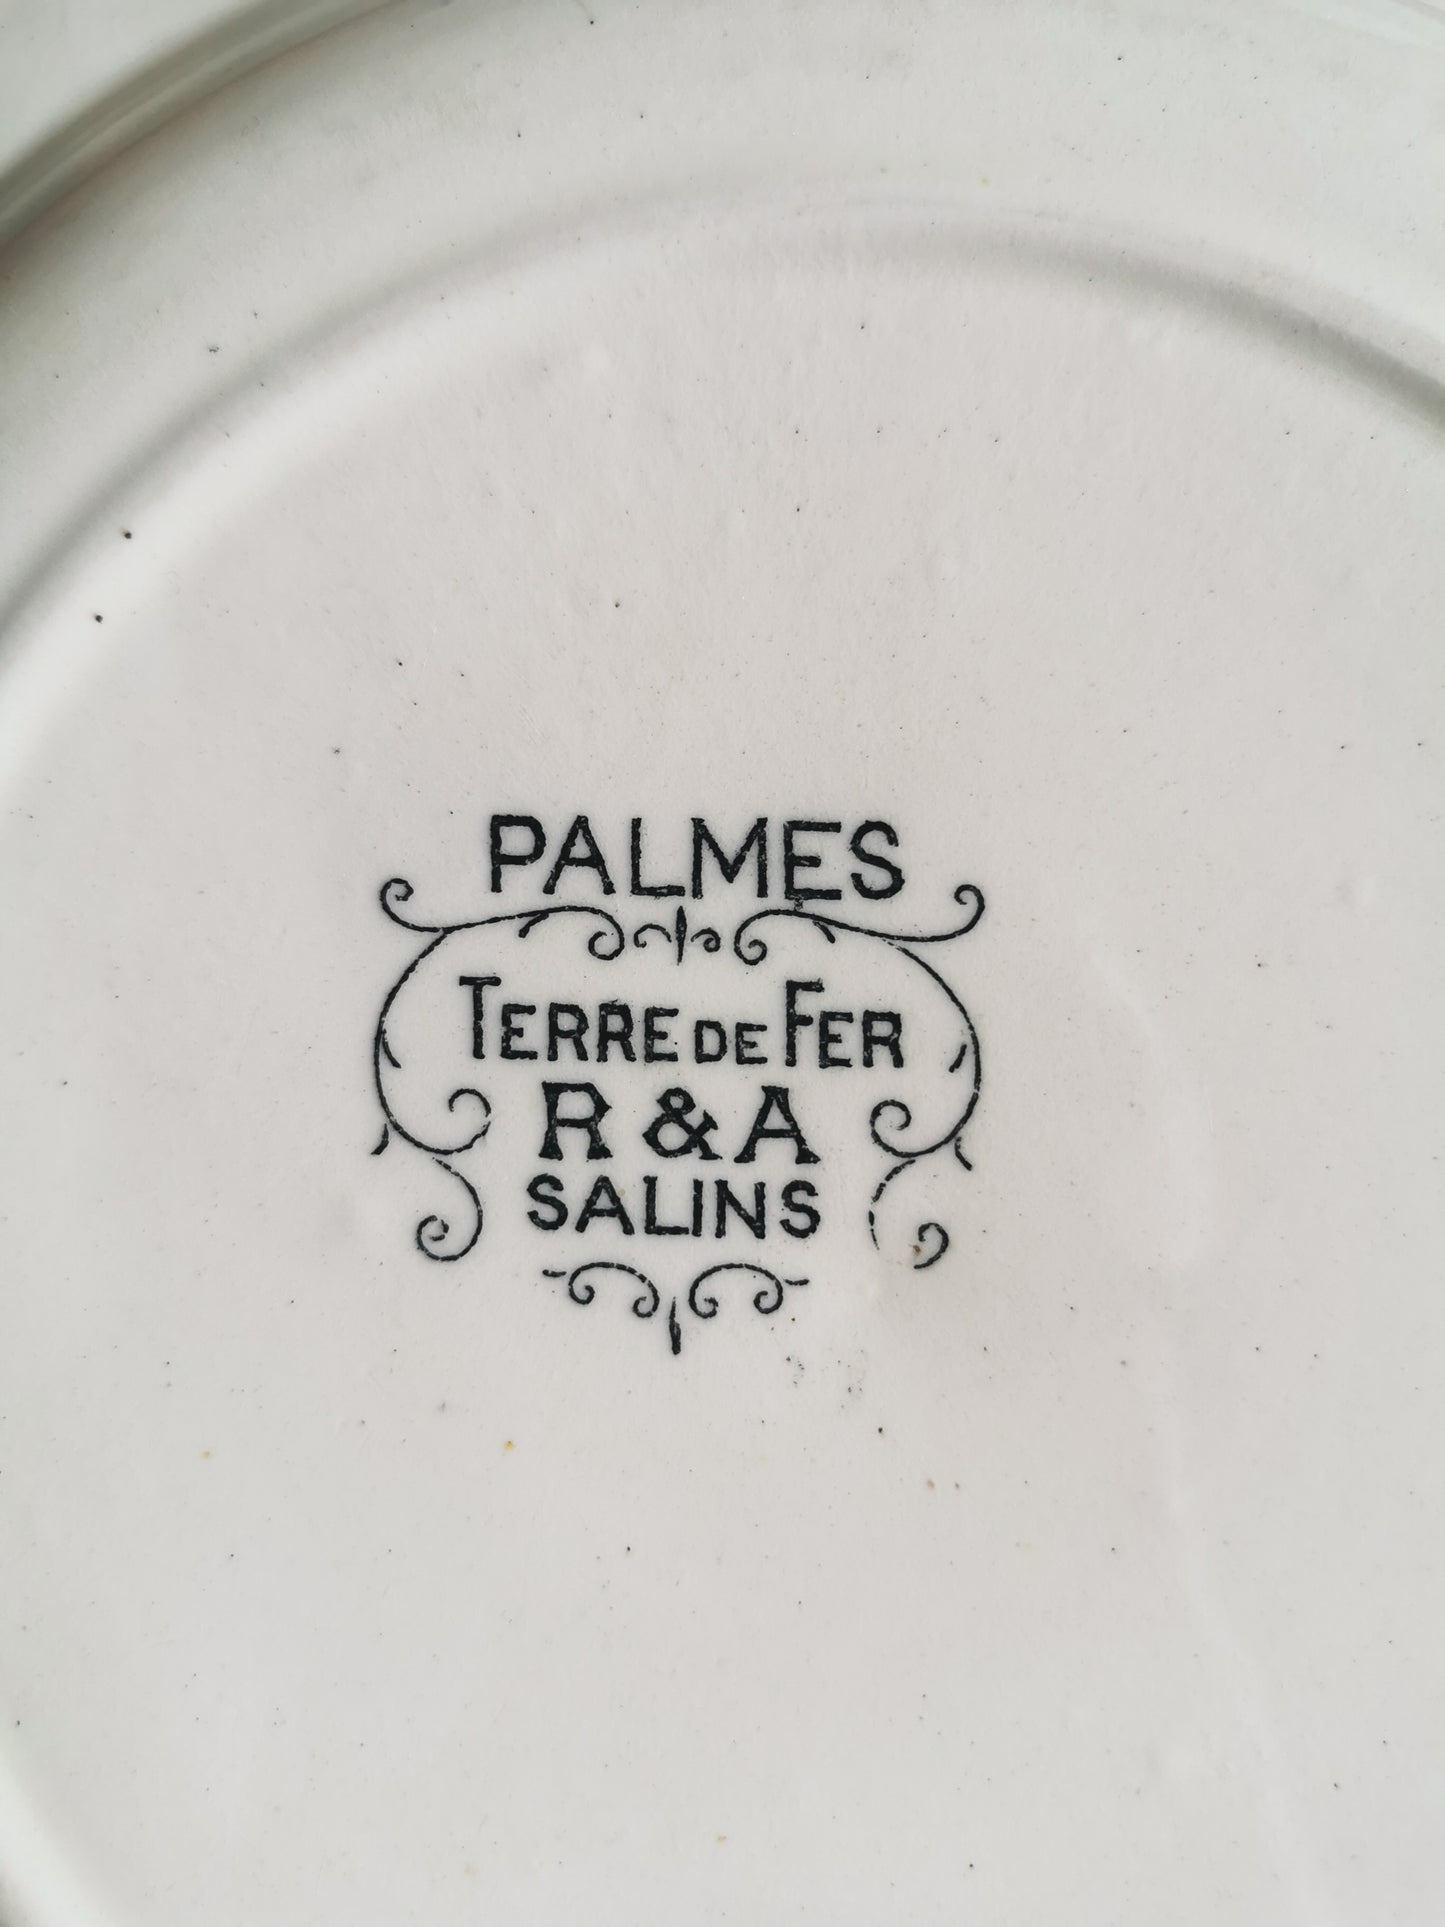 PALMES
TERRE DE FER
R & A
SALINS